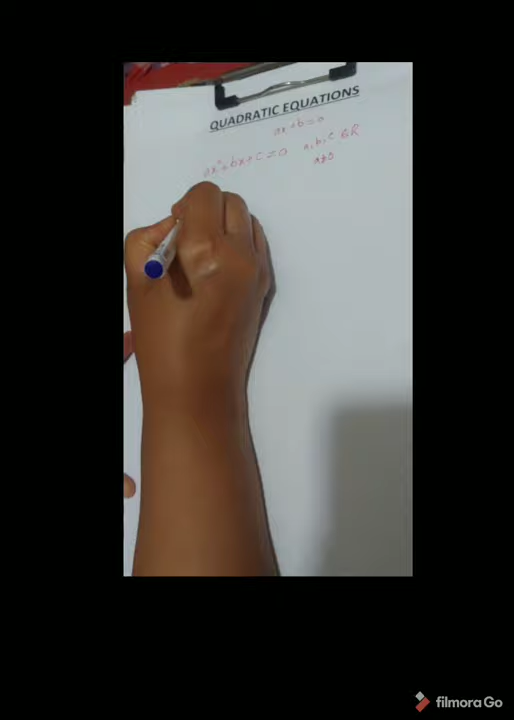 QUADRATIC EQUATIONS
ax+b=0
ax²+bx+c=0 a,b,c ∈R
a≠0
filmoraGo